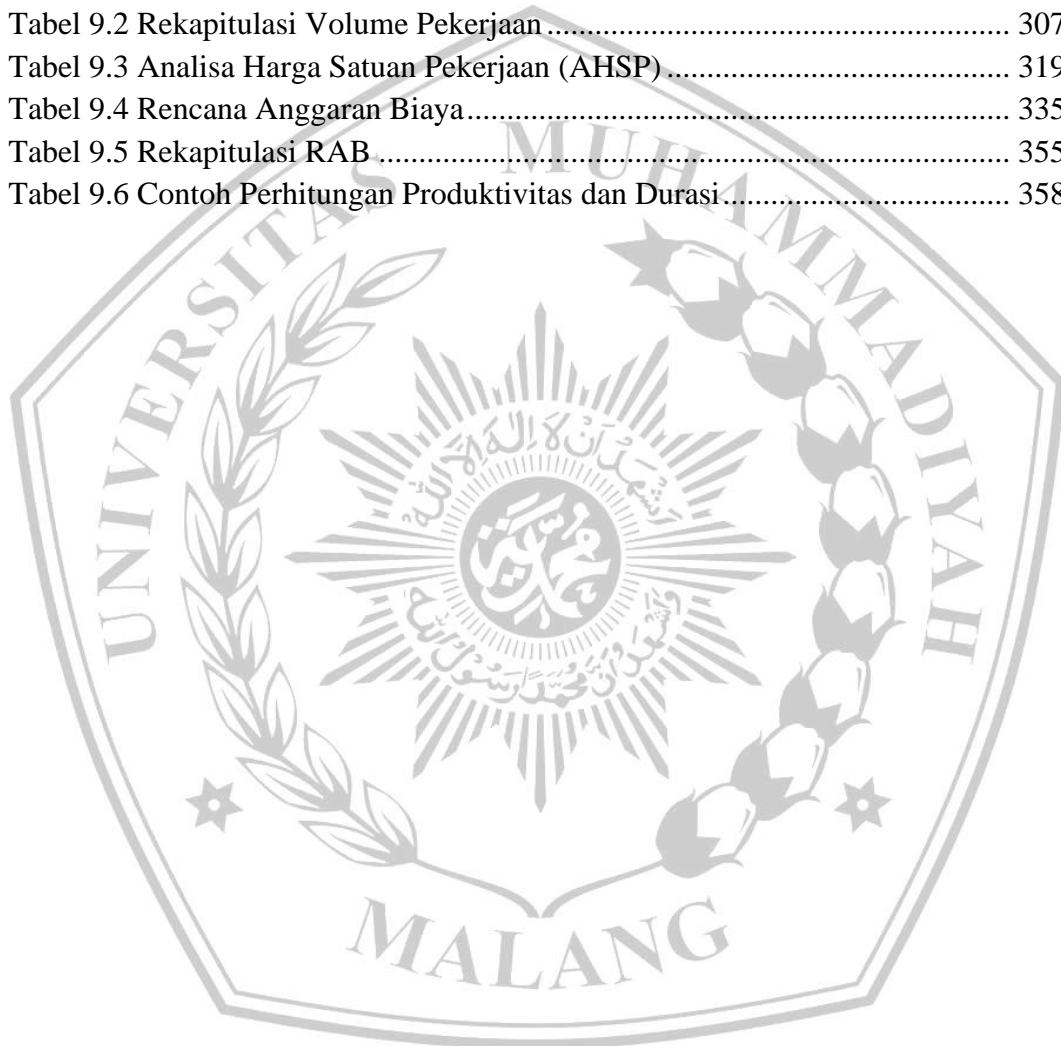 Tabel 9.2 Rekapitulasi Volume Pekerjaan ........................................................ 307
Tabel 9.3 Analisa Harga Satuan Pekerjaan (AHSP) ......................................... 319
Tabel 9.4 Rencana Anggaran Biaya.................................................................. 335
Tabel 9.5 Rekapitulasi RAB ............................................................................. 355
Tabel 9.6 Contoh Perhitungan Produktivitas dan Durasi................................... 358
UNIVERSITAS MUHAMMADIYAH
MALANG